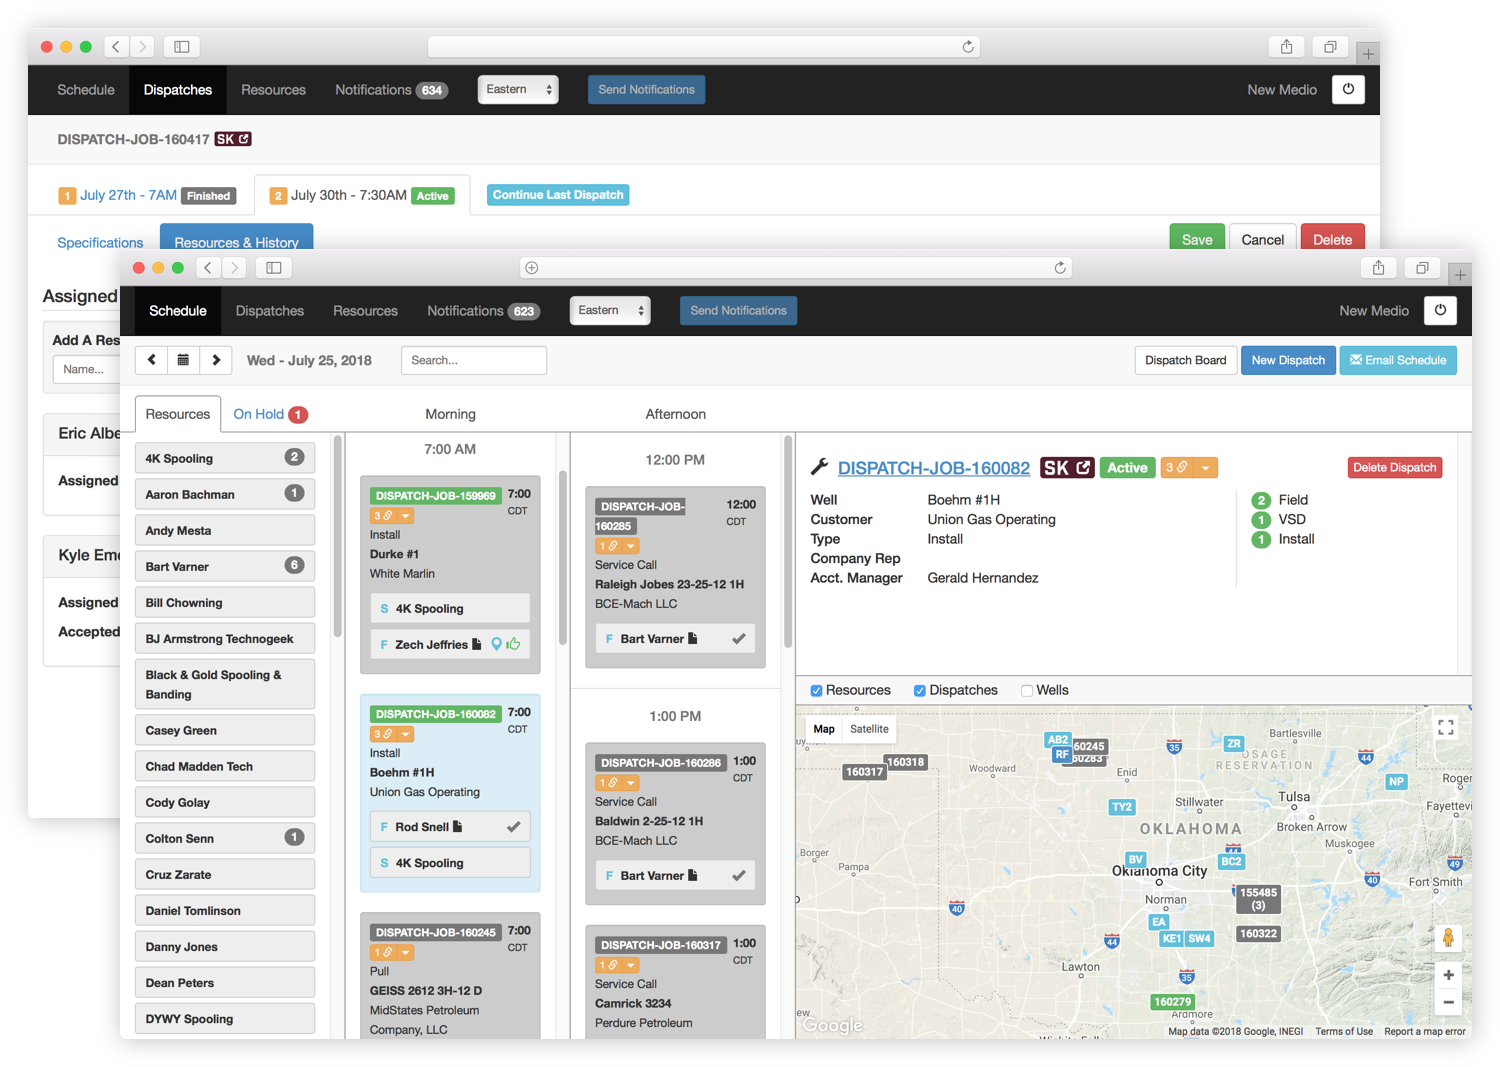 Schedule Dispatches Resources Notifications 634 Eastern Send Notifications New Medio
DISPATCH-JOB-160417 SK
1 July 27th - 7AM Finished 2 July 30th - 7:30AM Active Continue Last Dispatch
Specifications Resources & History Save Cancel Delete
Assigned
Add A Res
Name...
Eric Albe
Assigned
Kyle Eme
Assigned
Accepted
Schedule Dispatches Resources Notifications 623 Eastern Send Notifications New Medio
Wed - July 25, 2018 Search... Dispatch Board New Dispatch Email Schedule
Resources On Hold 1 Morning Afternoon
4K Spooling 2
Aaron Bachman 1
Andy Mesta
Bart Varner 6
Bill Chowning
BJ Armstrong Technogeek
Black & Gold Spooling &
Banding
Casey Green
Chad Madden Tech
Cody Golay
Colton Senn 1
Cruz Zarate
Daniel Tomlinson
Danny Jones
Dean Peters
DYWY Spooling
7:00 AM
DISPATCH-JOB-159969 7:00
3 CDT
Install
Durke #1
White Marlin
S 4K Spooling
F Zech Jeffries
DISPATCH-JOB-160082 7:00
3 CDT
Install
Boehm #1H
Union Gas Operating
F Rod Snell
S 4K Spooling
DISPATCH-JOB-160245 7:00
1 CDT
Pull
GEISS 2612 3H-12 D
MidStates Petroleum
Company, LLC
12:00 PM
DISPATCH-JOB- 12:00
160285 CDT
1
Service Call
Raleigh Jobes 23-25-12 1H
BCE-Mach LLC
F Bart Varner
1:00 PM
DISPATCH-JOB-160286 1:00
1 CDT
Service Call
Baldwin 2-25-12 1H
BCE-Mach LLC
F Bart Varner
DISPATCH-JOB-160317 1:00
1 CDT
Service Call
Camrick 3234
Perdure Petroleum
DISPATCH-JOB-160082 SK Active 3 Delete Dispatch
Well Boehm #1H
Customer Union Gas Operating
Type Install
Company Rep
Acct. Manager Gerald Hernandez
2 Field
1 VSD
1 Install
Resources Dispatches Wells
Map Satellite
Bartlesville
AB2 160245 35 ZR
RF 160283 OSAGE
RESERVATION
44
160318
160317
Woodward
Enid
NP
Roger
TY2
Stillwater
Tulsa
Fayettevi
OKLAHOMA
Broken Arrow
Muskogee
Borger
Pampa
BV
44
BC2
49
Oklahoma City
40
Fort Smith
Norman
155485
(3)
40
EA
160322
44
KE1 SW4
Lawton
35
160279
Ardmore
Google
Map data ©2018 Google, INEGI Terms of Use Report a map error